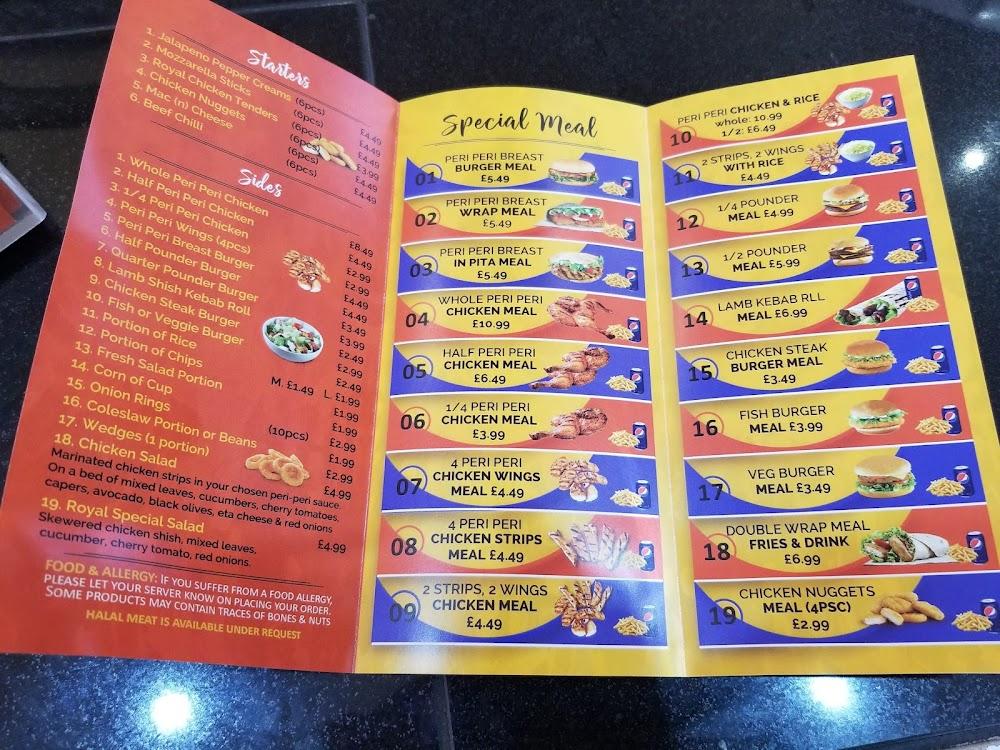 Starters
1. Jalapeno Pepper Creams (6pcs) £4.49
2. Mozzarella Sticks (6pcs) £4.49
3. Royal Chicken Tenders (6pcs) £4.49
4. Chicken Nuggets (6pcs) £3.99
5. Mac (n) Cheese (6pcs) £4.49
6. Beef Chilli £4.49
Sides
1. Whole Peri Peri Chicken £8.49
2. Half Peri Peri Chicken £4.49
3. 1/4 Peri Peri Chicken £2.99
4. Peri Peri Wings (4pcs) £2.99
5. Peri Peri Breast Burger £4.49
6. Half Pounder Burger £4.49
7. Quarter Pounder Burger £3.49
8. Lamb Shish Kebab Roll £3.99
9. Chicken Steak Burger £2.49
10. Fish or Veggie Burger £2.99
11. Portion of Rice £2.49
12. Portion of Chips M. £1.49 L. £1.99
13. Fresh Salad Portion £1.99
14. Corn of Cup £1.99
15. Onion Rings (10pcs) £2.99
16. Coleslaw Portion or Beans £1.99
17. Wedges (1 portion) £2.99
18. Chicken Salad £4.99
Marinated chicken strips in your chosen peri-peri sauce.
On a bed of mixed leaves, cucumbers, cherry tomatoes,
capers, avocado, black olives, eta cheese & red onions
19. Royal Special Salad £4.99
Skewered chicken shish, mixed leaves,
cucumber, cherry tomato, red onions.
FOOD & ALLERGY: IF YOU SUFFER FROM A FOOD ALLERGY,
PLEASE LET YOUR SERVER KNOW ON PLACING YOUR ORDER.
SOME PRODUCTS MAY CONTAIN TRACES OF BONES & NUTS
HALAL MEAT IS AVAILABLE UNDER REQUEST
Special Meal
01
PERI PERI BREAST
BURGER MEAL
£5.49
02
PERI PERI BREAST
WRAP MEAL
£5.49
03
PERI PERI BREAST
IN PITA MEAL
£5.49
04
WHOLE PERI PERI
CHICKEN MEAL
£10.99
05
HALF PERI PERI
CHICKEN MEAL
£6.49
06
1/4 PERI PERI
CHICKEN MEAL
£3.99
07
4 PERI PERI
CHICKEN WINGS
MEAL £4.49
08
4 PERI PERI
CHICKEN STRIPS
MEAL £4.49
09
2 STRIPS, 2 WINGS
CHICKEN MEAL
£4.49
10
PERI PERI CHICKEN & RICE
whole: 10.99
1/2: £6.49
11
2 STRIPS, 2 WINGS
WITH RICE
£4.49
12
1/4 POUNDER
MEAL £4.99
13
1/2 POUNDER
MEAL £5.99
14
LAMB KEBAB RLL
MEAL £6.99
15
CHICKEN STEAK
BURGER MEAL
£3.49
16
FISH BURGER
MEAL £3.99
17
VEG BURGER
MEAL £3.49
18
DOUBLE WRAP MEAL
FRIES & DRINK
£6.99
19
CHICKEN NUGGETS
MEAL (4PSC)
£2.99